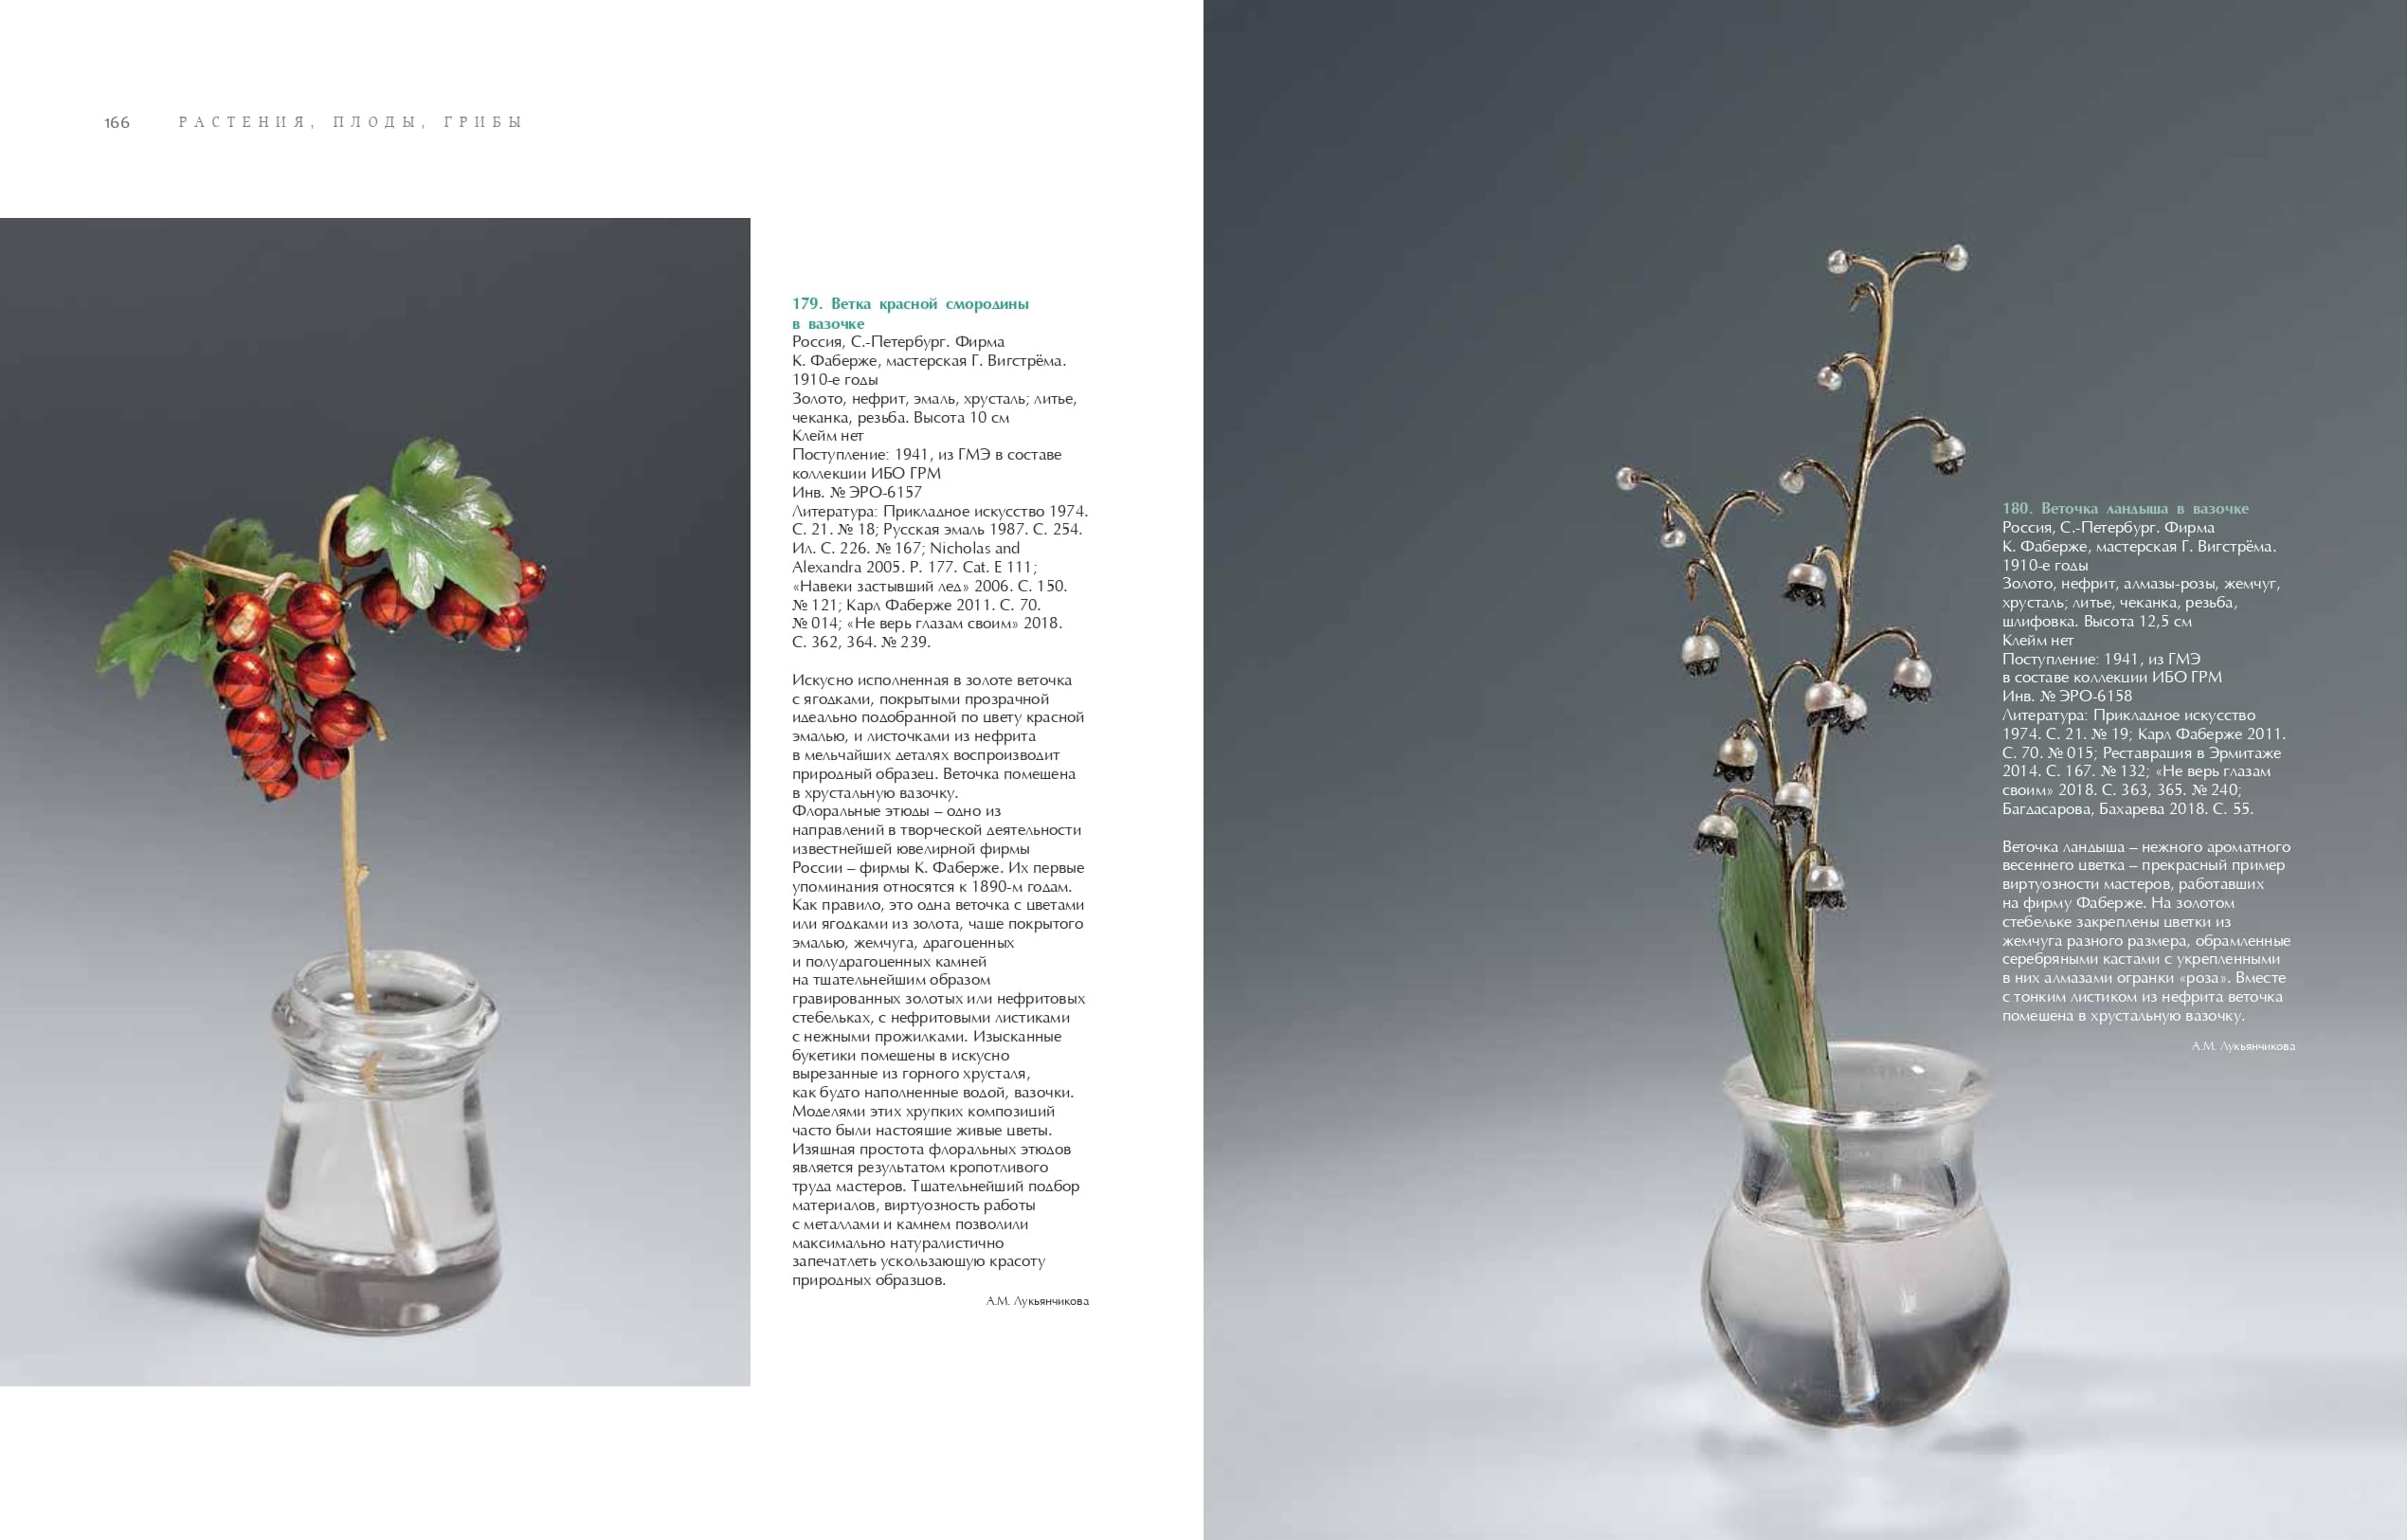 166 РАСТЕНИЯ, ПЛОДЫ, ГРИБЫ
179. Ветка красной смородины
в вазочке
Россия, С.-Петербург. Фирма
К. Фаберже, мастерская Г. Вигстрёма.
1910-е годы
Золото, нефрит, эмаль, хрусталь; литье,
чеканка, резьба. Высота 10 см
Клейм нет
Поступление: 1941, из ГМЭ в составе
коллекции ИБО ГРМ
Инв. № ЭРО-6157
Литература: Прикладное искусство 1974.
С. 21. № 18; Русская эмаль 1987. С. 254.
Ил. С. 226. № 167; Nicholas and
Alexandra 2005. P. 177. Cat. E 111;
«Навеки застывший лед» 2006. С. 150.
№ 121; Карл Фаберже 2011. С. 70.
№ 014; «Не верь глазам своим» 2018.
С. 362, 364. № 239.
Искусно исполненная в золоте веточка
с ягодками, покрытыми прозрачной
идеально подобранной по цвету красной
эмалью, и листочками из нефрита
в мельчайших деталях воспроизводит
природный образец. Веточка помещена
в хрустальную вазочку.
Флоральные этюды – одно из
направлений в творческой деятельности
известнейшей ювелирной фирмы
России – фирмы К. Фаберже. Их первые
упоминания относятся к 1890-м годам.
Как правило, это одна веточка с цветами
или ягодками из золота, чаще покрытого
эмалью, жемчуга, драгоценных
и полудрагоценных камней
на тщательнейшим образом
гравированных золотых или нефритовых
стебельках, с нефритовыми листиками
с нежными прожилками. Изысканные
букетики помещены в искусно
вырезанные из горного хрусталя,
как будто наполненные водой, вазочки.
Моделями этих хрупких композиций
часто были настоящие живые цветы.
Изящная простота флоральных этюдов
является результатом кропотливого
труда мастеров. Тщательнейший подбор
материалов, виртуозность работы
с металлами и камнем позволили
максимально натуралистично
запечатлеть ускользающую красоту
природных образцов.
А.М. Лукьянчикова
180. Веточка ландыша в вазочке
Россия, С.-Петербург. Фирма
К. Фаберже, мастерская Г. Вигстрёма.
1910-е годы
Золото, нефрит, алмазы-розы, жемчуг,
хрусталь; литье, чеканка, резьба,
шлифовка. Высота 12,5 см
Клейм нет
Поступление: 1941, из ГМЭ
в составе коллекции ИБО ГРМ
Инв. № ЭРО-6158
Литература: Прикладное искусство
1974. С. 21. № 19; Карл Фаберже 2011.
С. 70. № 015; Реставрация в Эрмитаже
2014. С. 167. № 132; «Не верь глазам
своим» 2018. С. 363, 365. № 240;
Багдасарова, Бахарева 2018. С. 55.
Веточка ландыша – нежного ароматного
весеннего цветка – прекрасный пример
виртуозности мастеров, работавших
на фирму Фаберже. На золотом
стебельке закреплены цветки из
жемчуга разного размера, обрамленные
серебряными кастами с укрепленными
в них алмазами огранки «роза». Вместе
с тонким листиком из нефрита веточка
помещена в хрустальную вазочку.
А.М. Лукьянчикова